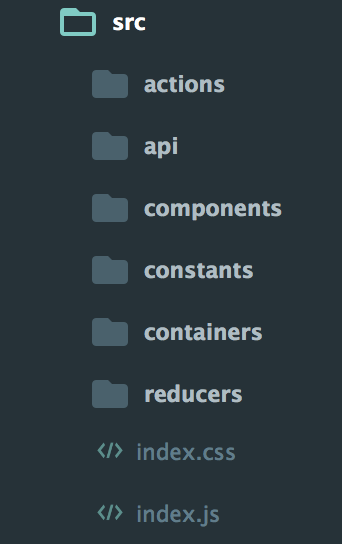 src
actions
api
components
constants
containers
reducers
index.css
index.js